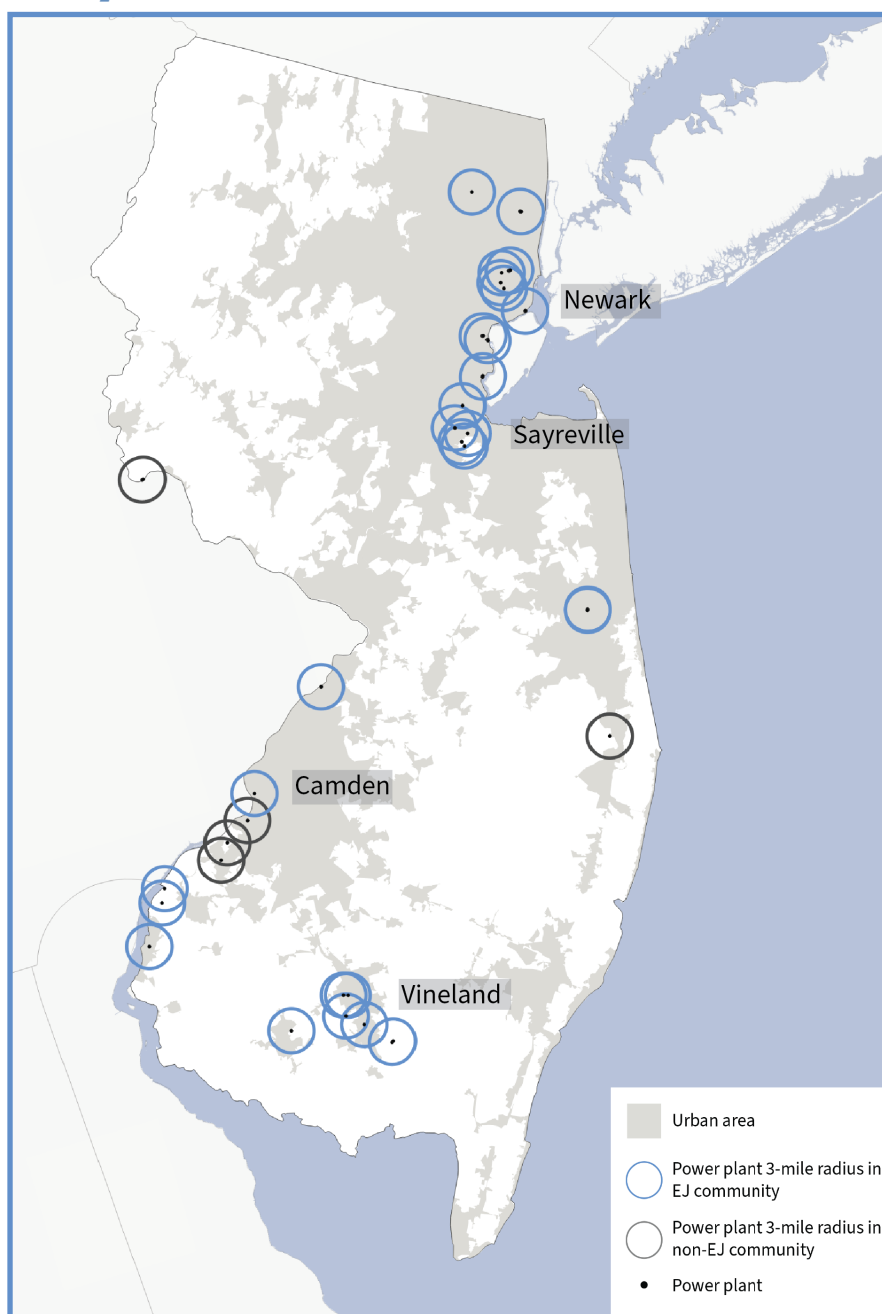 Newark
Sayreville
Camden
Vineland
Urban area
Power plant 3-mile radius in
EJ community
Power plant 3-mile radius in
non-EJ community
Power plant